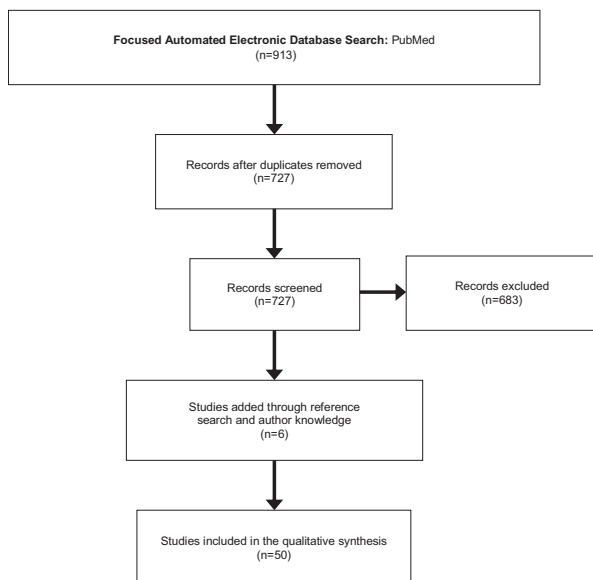 Focused Automated Electronic Database Search: PubMed
(n=913)
Records after duplicates removed
(n=727)
Records screened
(n=727)
Records excluded
(n=683)
Studies added through reference
search and author knowledge
(n=6)
Studies included in the qualitative synthesis
(n=50)